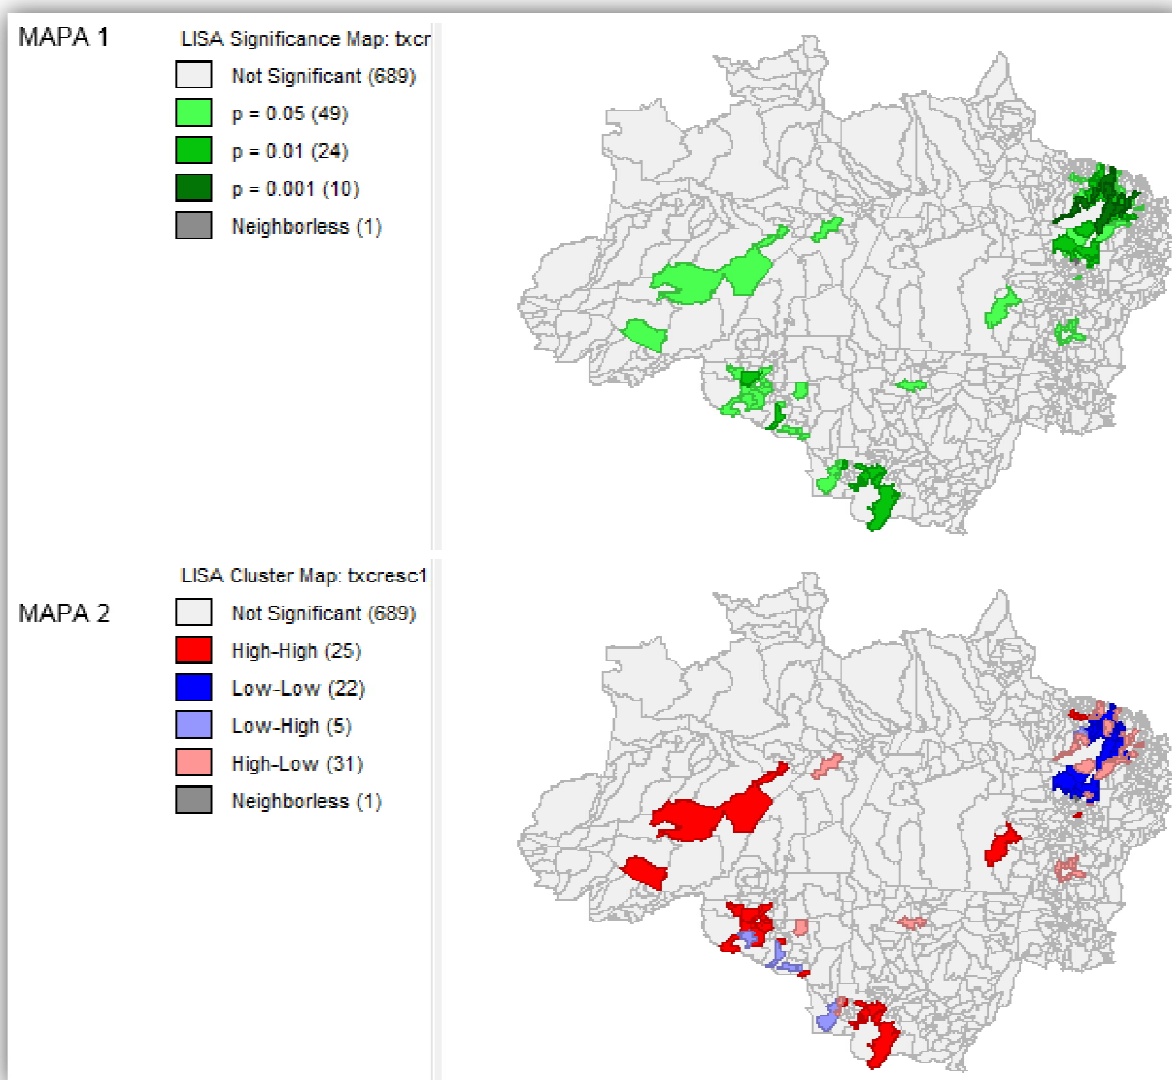 MAPA 1
LISA Significance Map: txcr
Not Significant (689)
p = 0.05 (49)
p = 0.01 (24)
p = 0.001 (10)
Neighborless (1)
LISA Cluster Map: txcresc1
MAPA 2
Not Significant (689)
High-High (25)
Low-Low (22)
Low-High (5)
High-Low (31)
Neighborless (1)